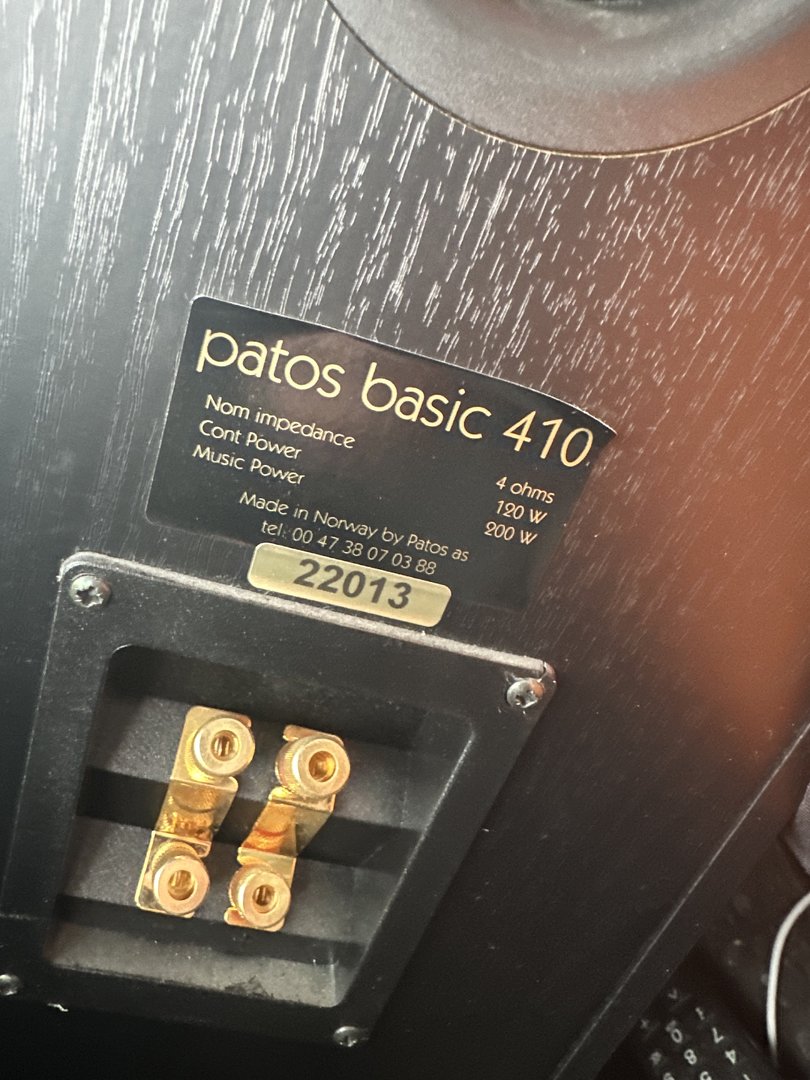 patos basic 410
Nom impedance 4 ohms
Cont Power 120 W
Music Power 200 W
Made in Norway by Patos as
tel: 00 47 38 07 03 88
22013